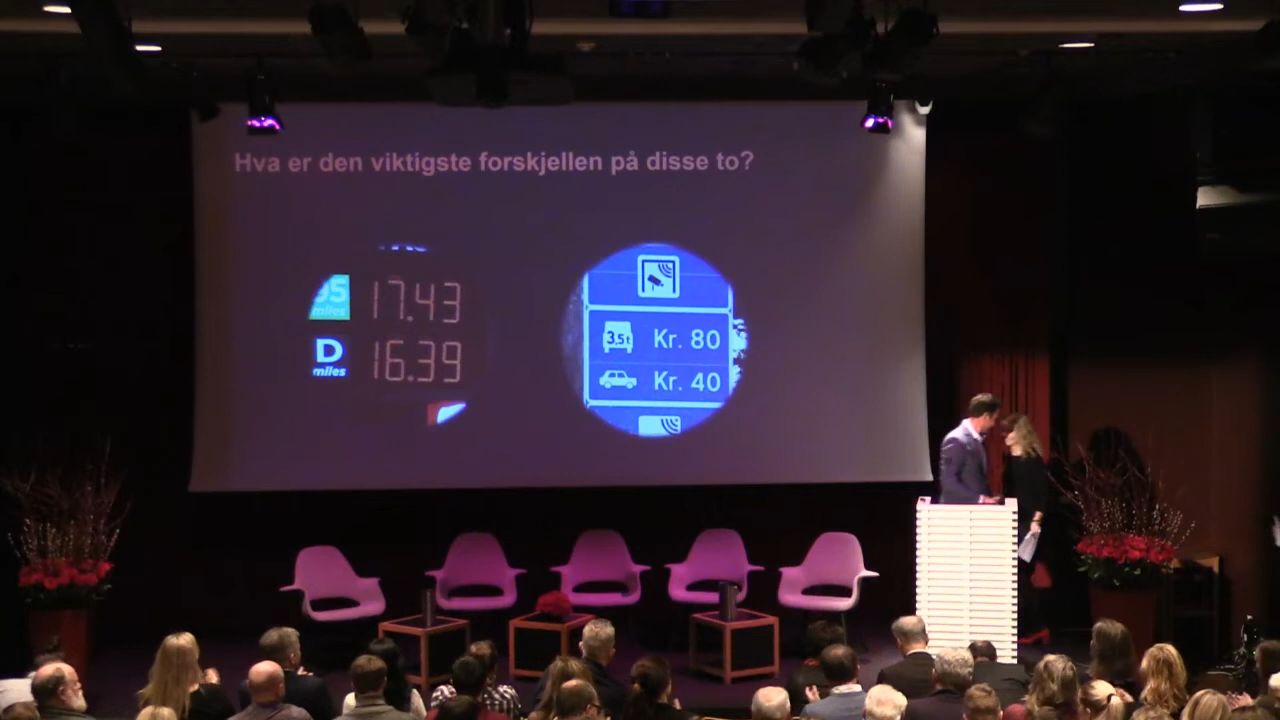 Hva er den viktigste forskjellen på disse to?
95
miles
17.43
D
miles
16.39
3,5t Kr. 80
Kr. 40